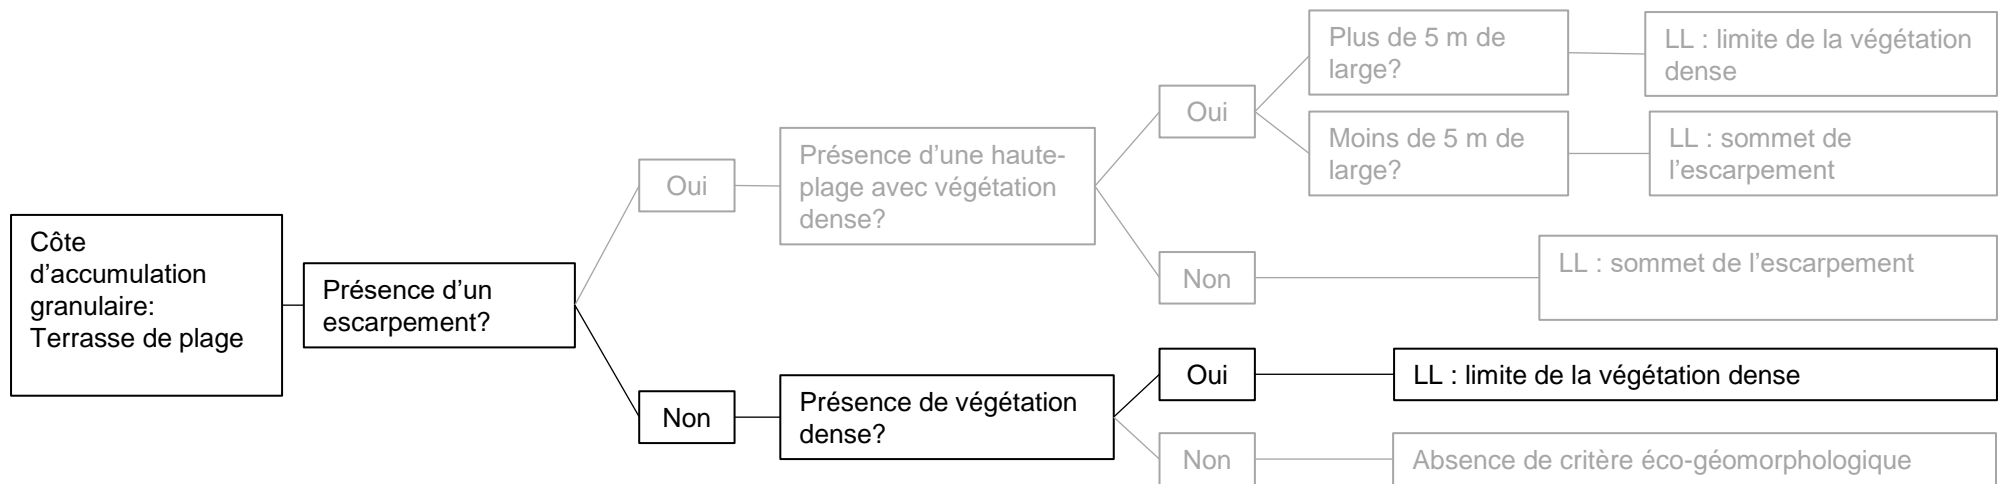 Côte
d’accumulation
granulaire:
Terrasse de plage
Présence d’un
escarpement?
Oui
Présence d’une haute-
plage avec végétation
dense?
Oui
Plus de 5 m de
large?
LL : limite de la végétation
dense
Moins de 5 m de
large?
LL : sommet de
l’escarpement
Non
LL : sommet de l’escarpement
Non
Présence de végétation
dense?
Oui
LL : limite de la végétation dense
Non
Absence de critère éco-géomorphologique